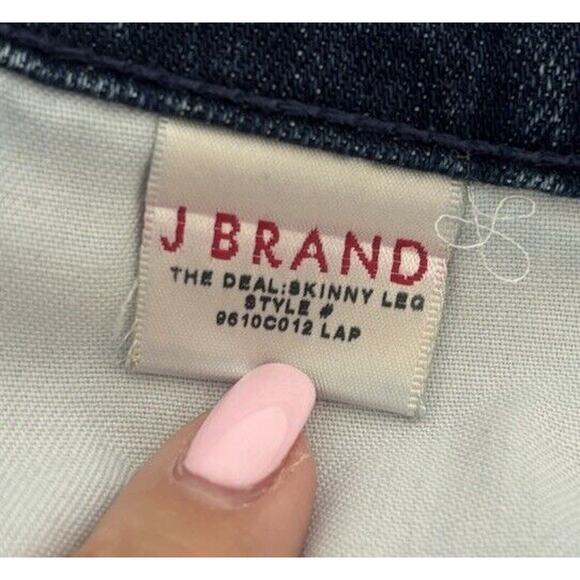 J BRAND
THE DEAL:SKINNY LEG
STYLE #
9610C012 LAP